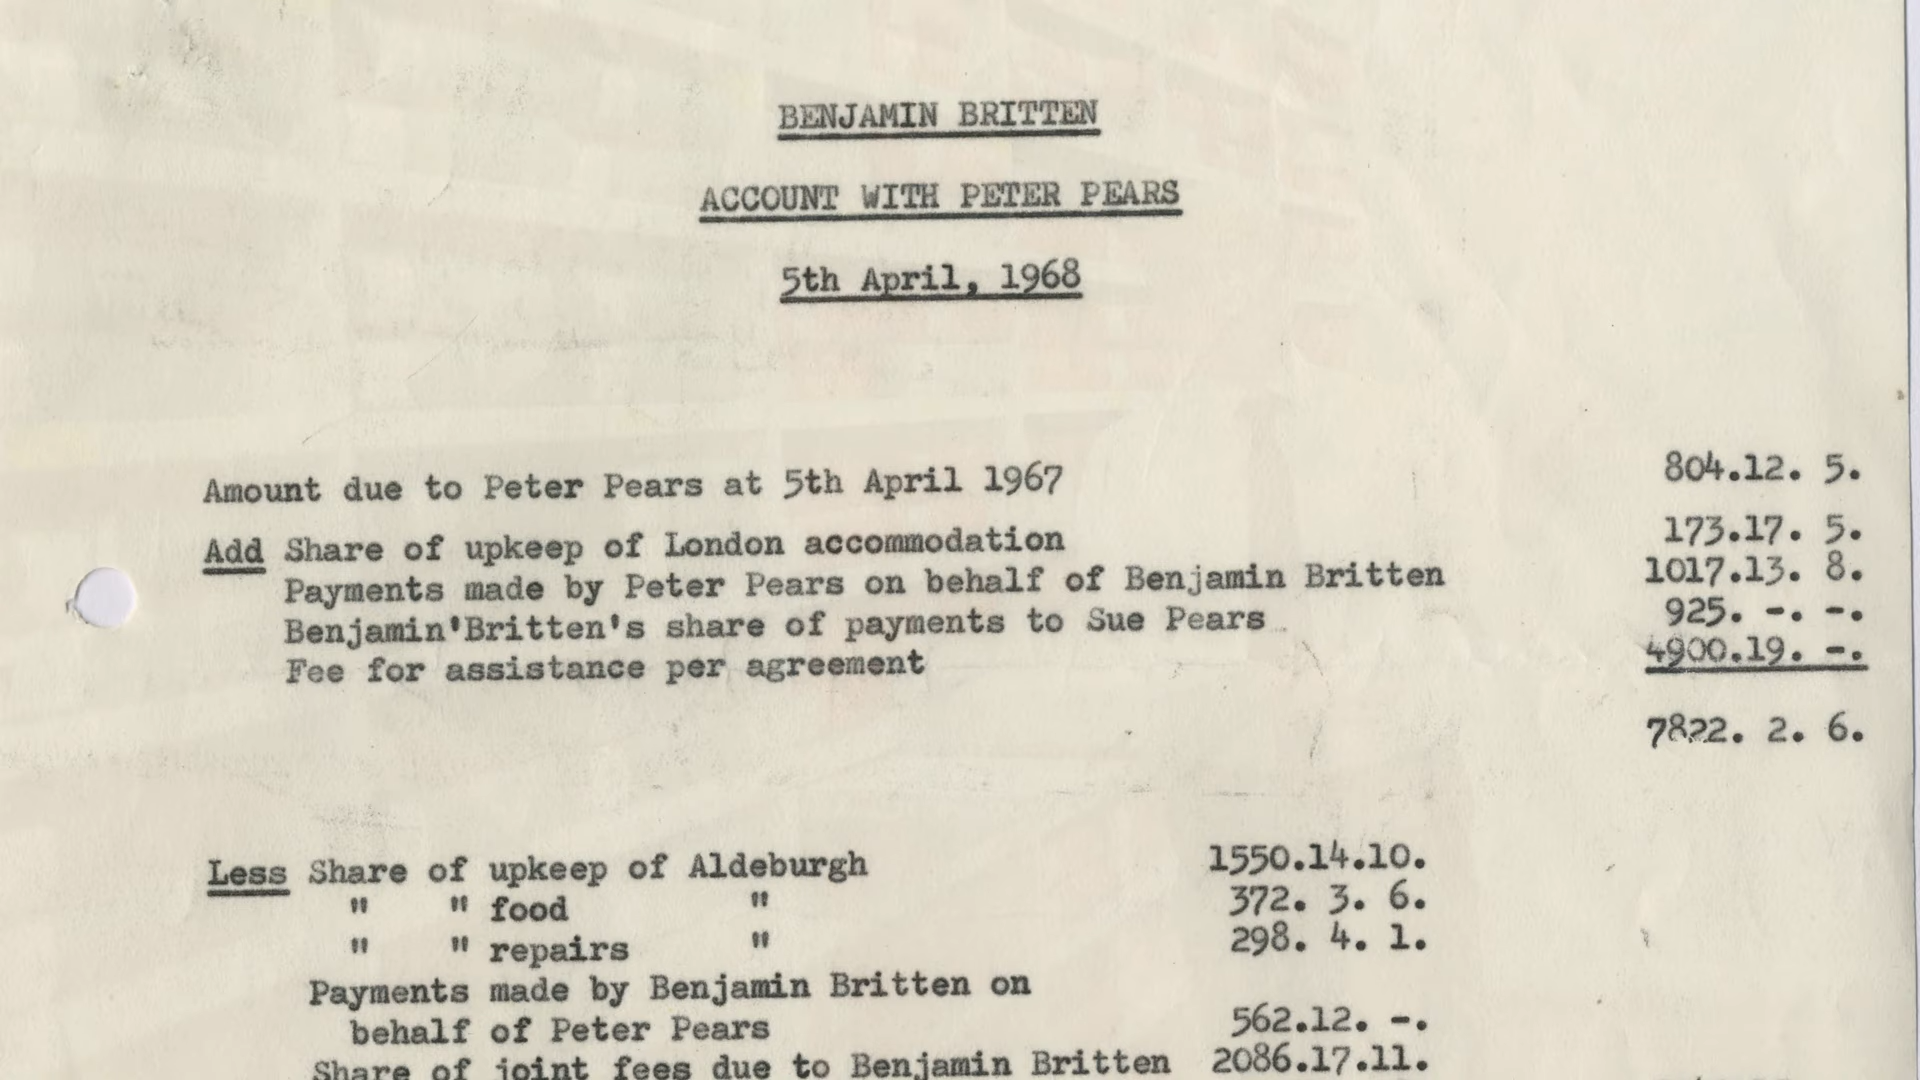 BENJAMIN BRITTEN
ACCOUNT WITH PETER PEARS
5th April, 1968
Amount due to Peter Pears at 5th April 1967 804.12. 5.
Add Share of upkeep of London accommodation 173.17. 5.
Payments made by Peter Pears on behalf of Benjamin Britten 1017.13. 8.
Benjamin'Britten's share of payments to Sue Pears 925. -. -.
Fee for assistance per agreement 4900.19. -.
7822. 2. 6.
Less Share of upkeep of Aldeburgh 1550.14.10.
" " food " 372. 3. 6.
" " repairs " 298. 4. 1.
Payments made by Benjamin Britten on
behalf of Peter Pears 562.12. -.
Share of joint fees due to Benjamin Britten 2086.17.11.